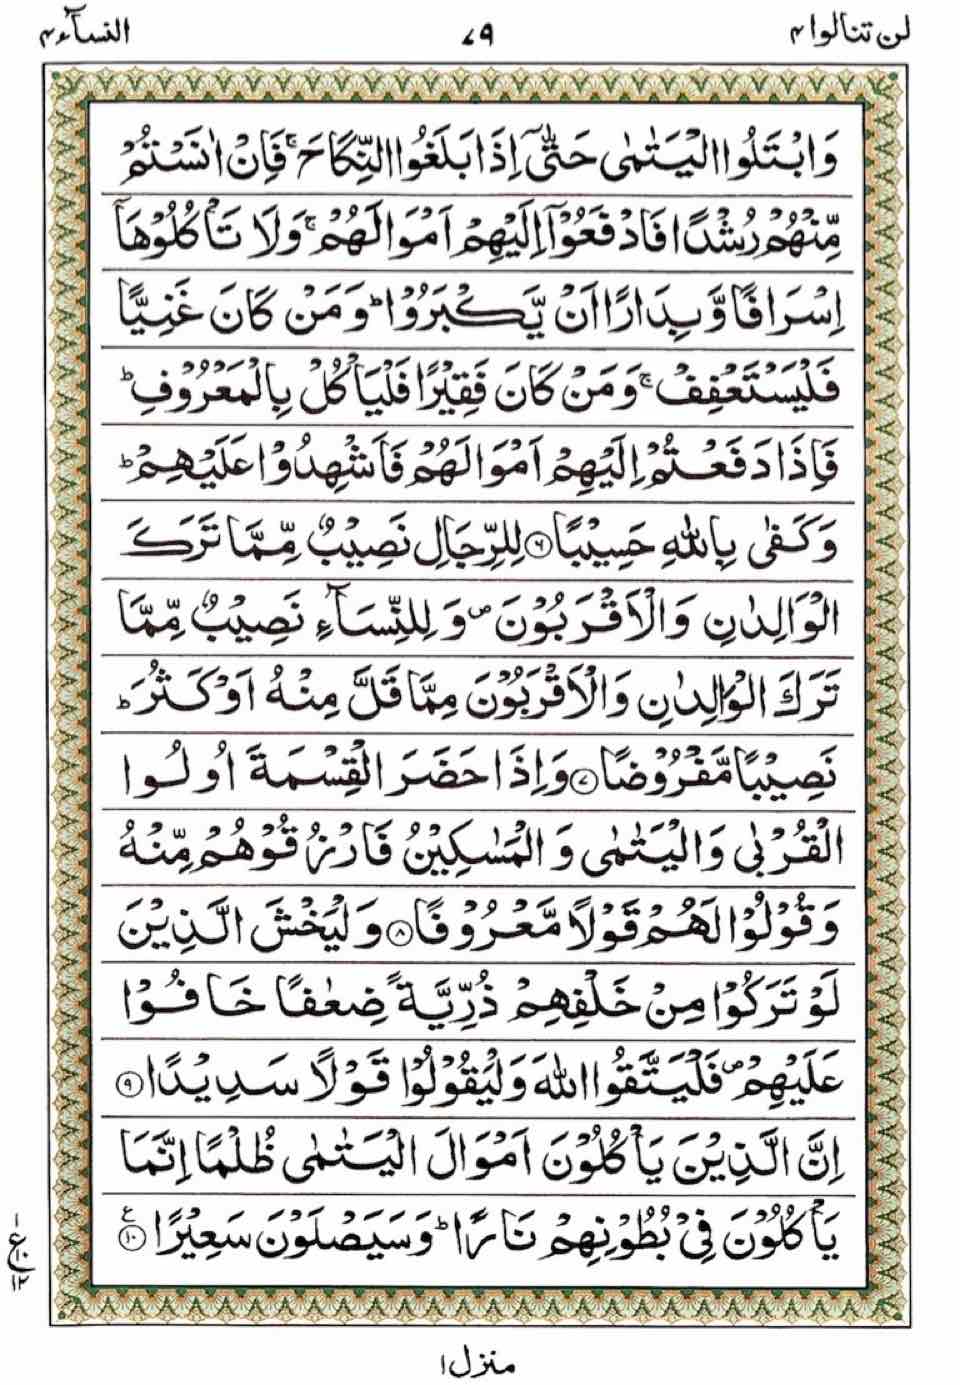 لن تنالوا ۴ ۷۹ النسآء ۴
وَابْتَلُوا الْيَتٰمٰى حَتّٰٓى اِذَا بَلَغُوا النِّكَاحَ ۚ فَاِنْ اٰنَسْتُمْ
مِّنْهُمْ رُشْدًا فَادْفَعُوْٓا اِلَيْهِمْ اَمْوَالَهُمْ ۚ وَلَا تَاْكُلُوْهَآ
اِسْرَافًا وَّبِدَارًا اَنْ يَّكْبَرُوْا ؕ وَمَنْ كَانَ غَنِيًّا
فَلْيَسْتَعْفِفْ ۚ وَمَنْ كَانَ فَقِيْرًا فَلْيَاْكُلْ بِالْمَعْرُوْفِ ؕ
فَاِذَا دَفَعْتُمْ اِلَيْهِمْ اَمْوَالَهُمْ فَاَشْهِدُوْا عَلَيْهِمْ ؕ
وَكَفٰى بِاللّٰهِ حَسِيْبًا ۶ لِلرِّجَالِ نَصِيْبٌ مِّمَّا تَرَكَ
الْوَالِدٰنِ وَالْاَقْرَبُوْنَ ۪ وَلِلنِّسَآءِ نَصِيْبٌ مِّمَّا
تَرَكَ الْوَالِدٰنِ وَالْاَقْرَبُوْنَ مِمَّا قَلَّ مِنْهُ اَوْ كَثُرَ ؕ
نَصِيْبًا مَّفْرُوْضًا ۷ وَاِذَا حَضَرَ الْقِسْمَةَ اُولُوا
الْقُرْبٰى وَالْيَتٰمٰى وَالْمَسٰكِيْنُ فَارْزُقُوْهُمْ مِّنْهُ
وَقُوْلُوْا لَهُمْ قَوْلًا مَّعْرُوْفًا ۸ وَلْيَخْشَ الَّذِيْنَ
لَوْ تَرَكُوْا مِنْ خَلْفِهِمْ ذُرِّيَّةً ضِعٰفًا خَافُوْا
عَلَيْهِمْ ۪ فَلْيَتَّقُوا اللّٰهَ وَلْيَقُوْلُوْا قَوْلًا سَدِيْدًا ۹
اِنَّ الَّذِيْنَ يَاْكُلُوْنَ اَمْوَالَ الْيَتٰمٰى ظُلْمًا اِنَّمَا
يَاْكُلُوْنَ فِيْ بُطُوْنِهِمْ نَارًا ؕ وَسَيَصْلَوْنَ سَعِيْرًا ۱۰ ع
۱
ع ۱۰
۱۲
منزل ۱